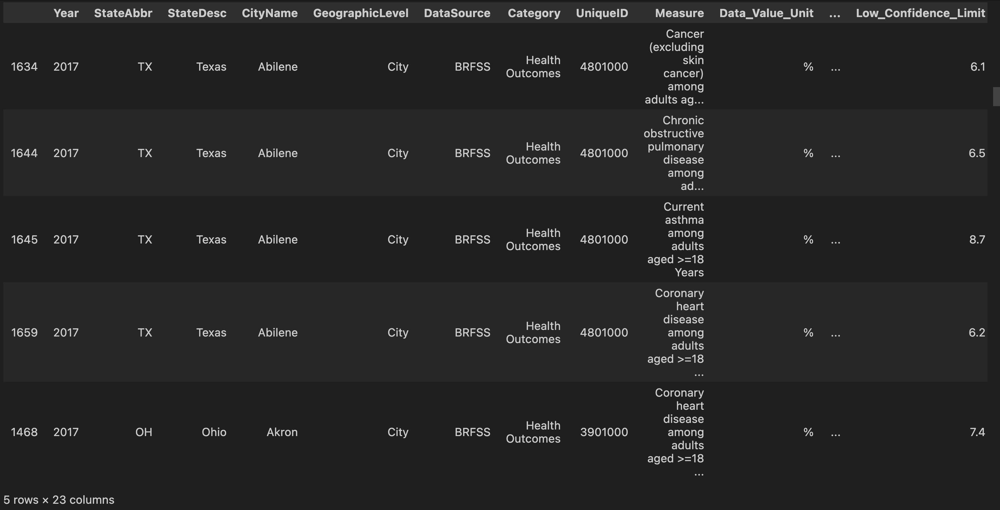 Year StateAbbr StateDesc CityName GeographicLevel DataSource Category UniqueID Measure Data_Value_Unit ... Low_Confidence_Limit
1634 2017 TX Texas Abilene City BRFSS Health Outcomes 4801000 Cancer (excluding skin cancer) among adults ag... % ... 6.1
1644 2017 TX Texas Abilene City BRFSS Health Outcomes 4801000 Chronic obstructive pulmonary disease among ad... % ... 6.5
1645 2017 TX Texas Abilene City BRFSS Health Outcomes 4801000 Current asthma among adults aged >=18 Years % ... 8.7
1659 2017 TX Texas Abilene City BRFSS Health Outcomes 4801000 Coronary heart disease among adults aged >=18 ... % ... 6.2
1468 2017 OH Ohio Akron City BRFSS Health Outcomes 3901000 Coronary heart disease among adults aged >=18 ... % ... 7.4
5 rows × 23 columns